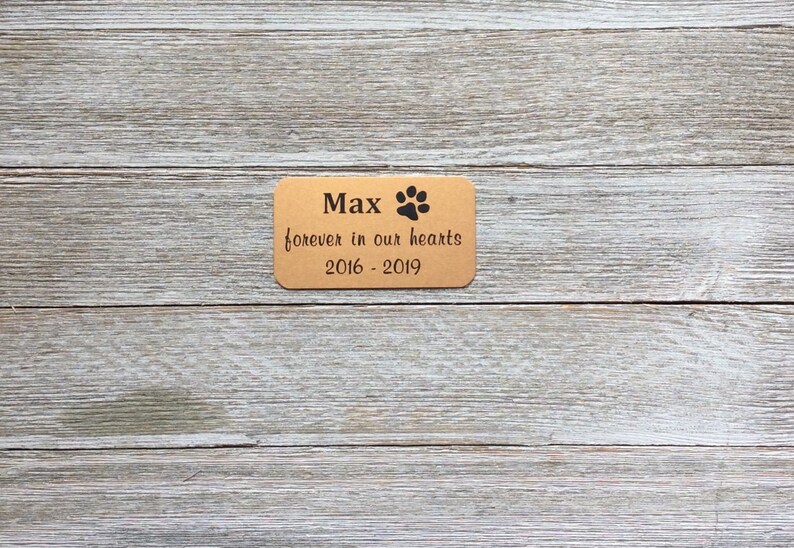 Max
forever in our hearts
2016 - 2019